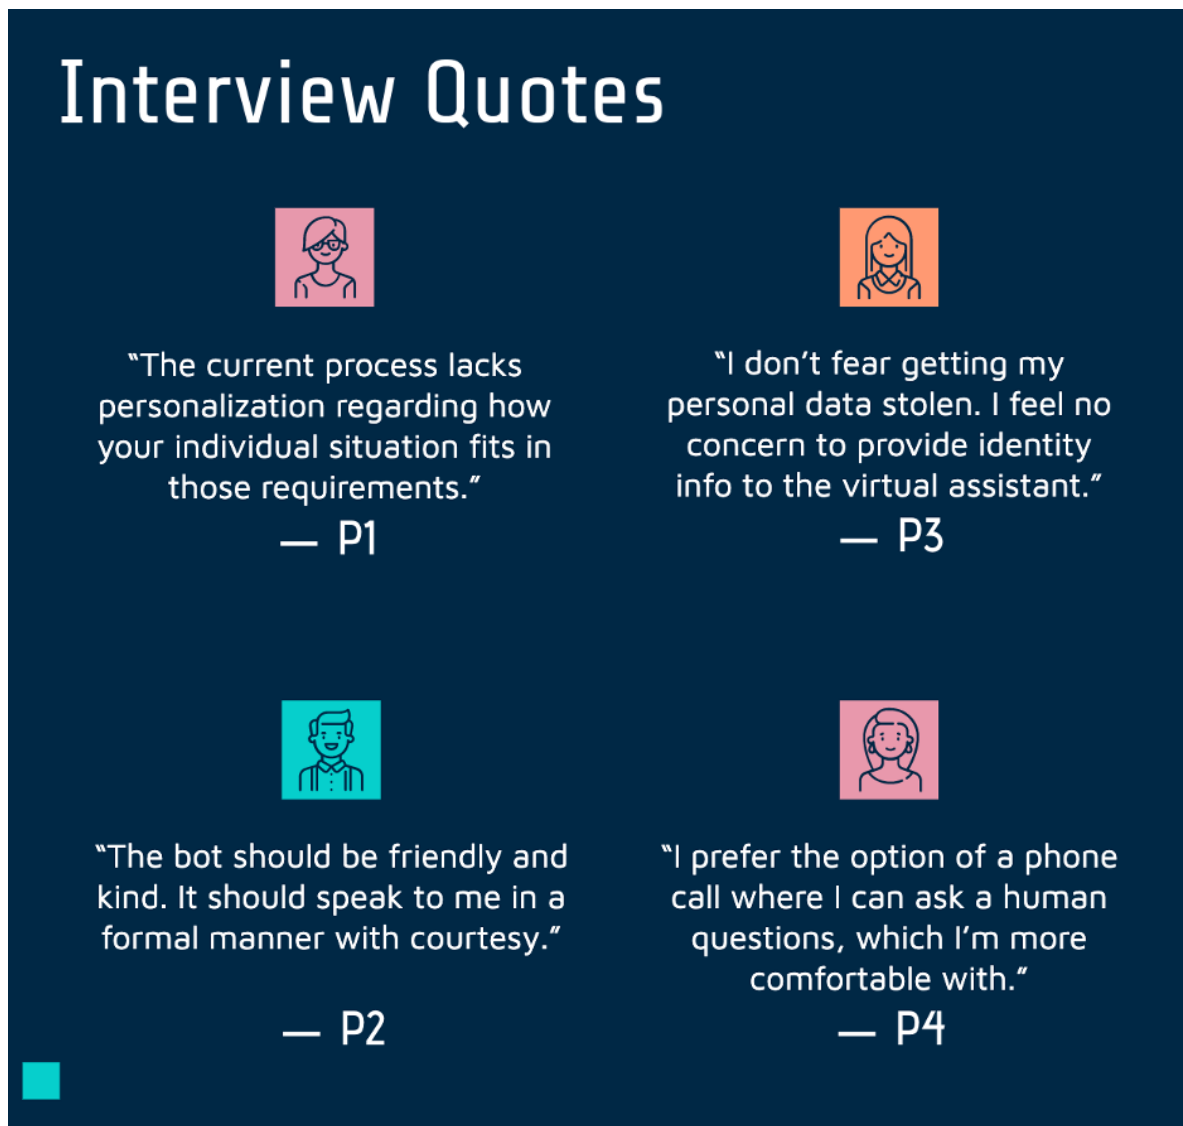 Interview Quotes
“The current process lacks
personalization regarding how
your individual situation fits in
those requirements.”
— P1
“I don’t fear getting my
personal data stolen. I feel no
concern to provide identity
info to the virtual assistant.”
— P3
“The bot should be friendly and
kind. It should speak to me in a
formal manner with courtesy.”
— P2
“I prefer the option of a phone
call where I can ask a human
questions, which I’m more
comfortable with.”
— P4